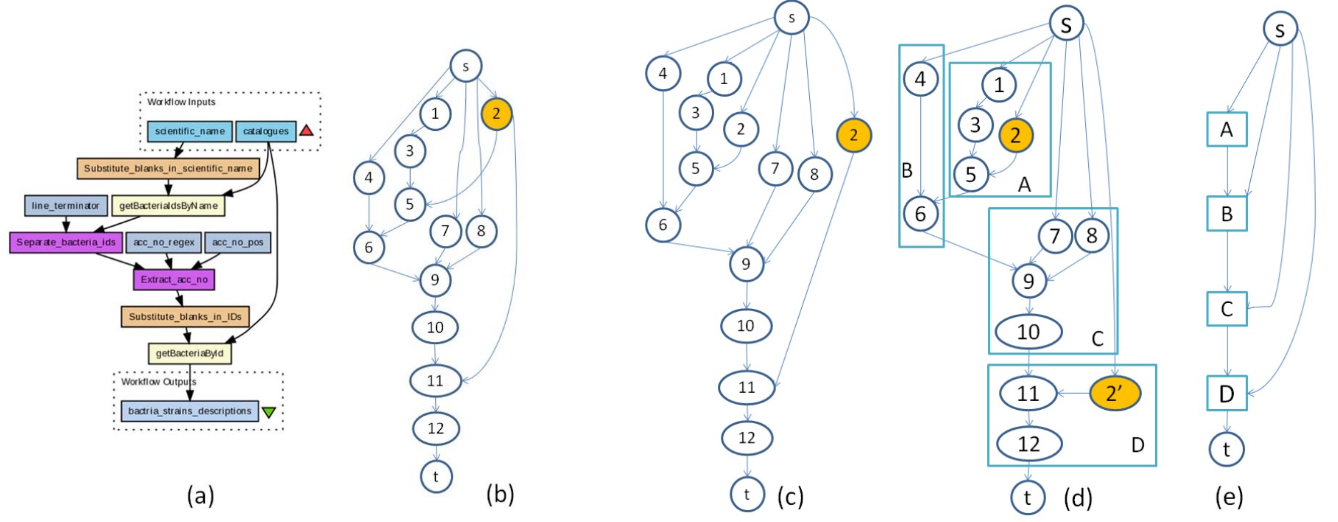 Workflow Inputs
scientific_name
catalogues
Substitute_blanks_in_scientific_name
line_terminator
getBacteriaIdsByName
Separate_bacteria_ids
acc_no_regex
acc_no_pos
Extract_acc_no
Substitute_blanks_in_IDs
getBacteriaById
Workflow Outputs
bactria_strains_descriptions
(a)
s
1
2
3
4
5
6
7
8
9
10
11
12
t
(b)
s
4
1
3
2
2
5
7
8
6
9
10
11
12
t
(c)
S
4
1
3
2
B
5
A
6
7
8
9
10
C
11
2’
12
D
t
(d)
s
A
B
C
D
t
(e)